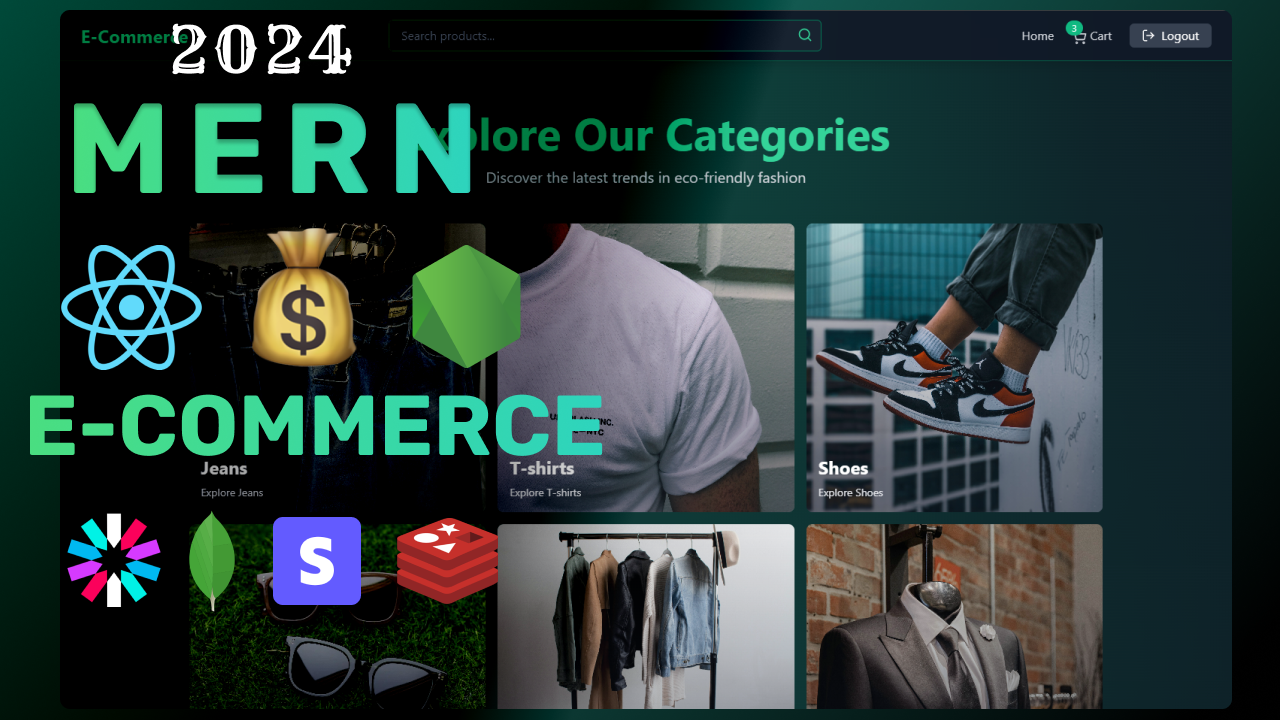 E-Commerce
2024
Search products...
Home
3
Cart
Logout
MERN
Explore Our Categories
Discover the latest trends in eco-friendly fashion
$
E-COMMERCE
Jeans
Explore Jeans
T-shirts
Explore T-shirts
Shoes
Explore Shoes
S